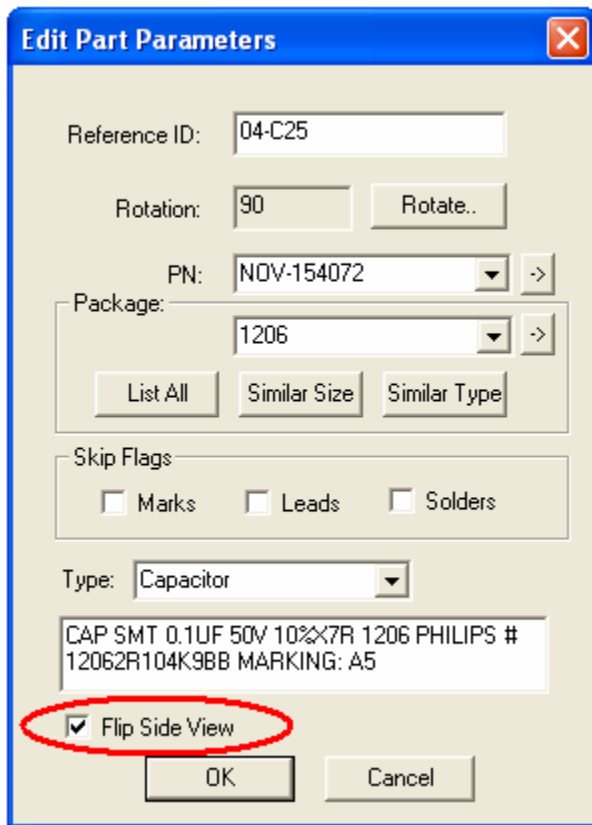 Edit Part Parameters
Reference ID: 04-C25
Rotation: 90 Rotate..
PN: NOV-154072 ->
Package:
1206 ->
List All Similar Size Similar Type
Skip Flags
Marks Leads Solders
Type: Capacitor
CAP SMT 0.1UF 50V 10%X7R 1206 PHILIPS #
12062R104K9BB MARKING: A5
Flip Side View
OK Cancel